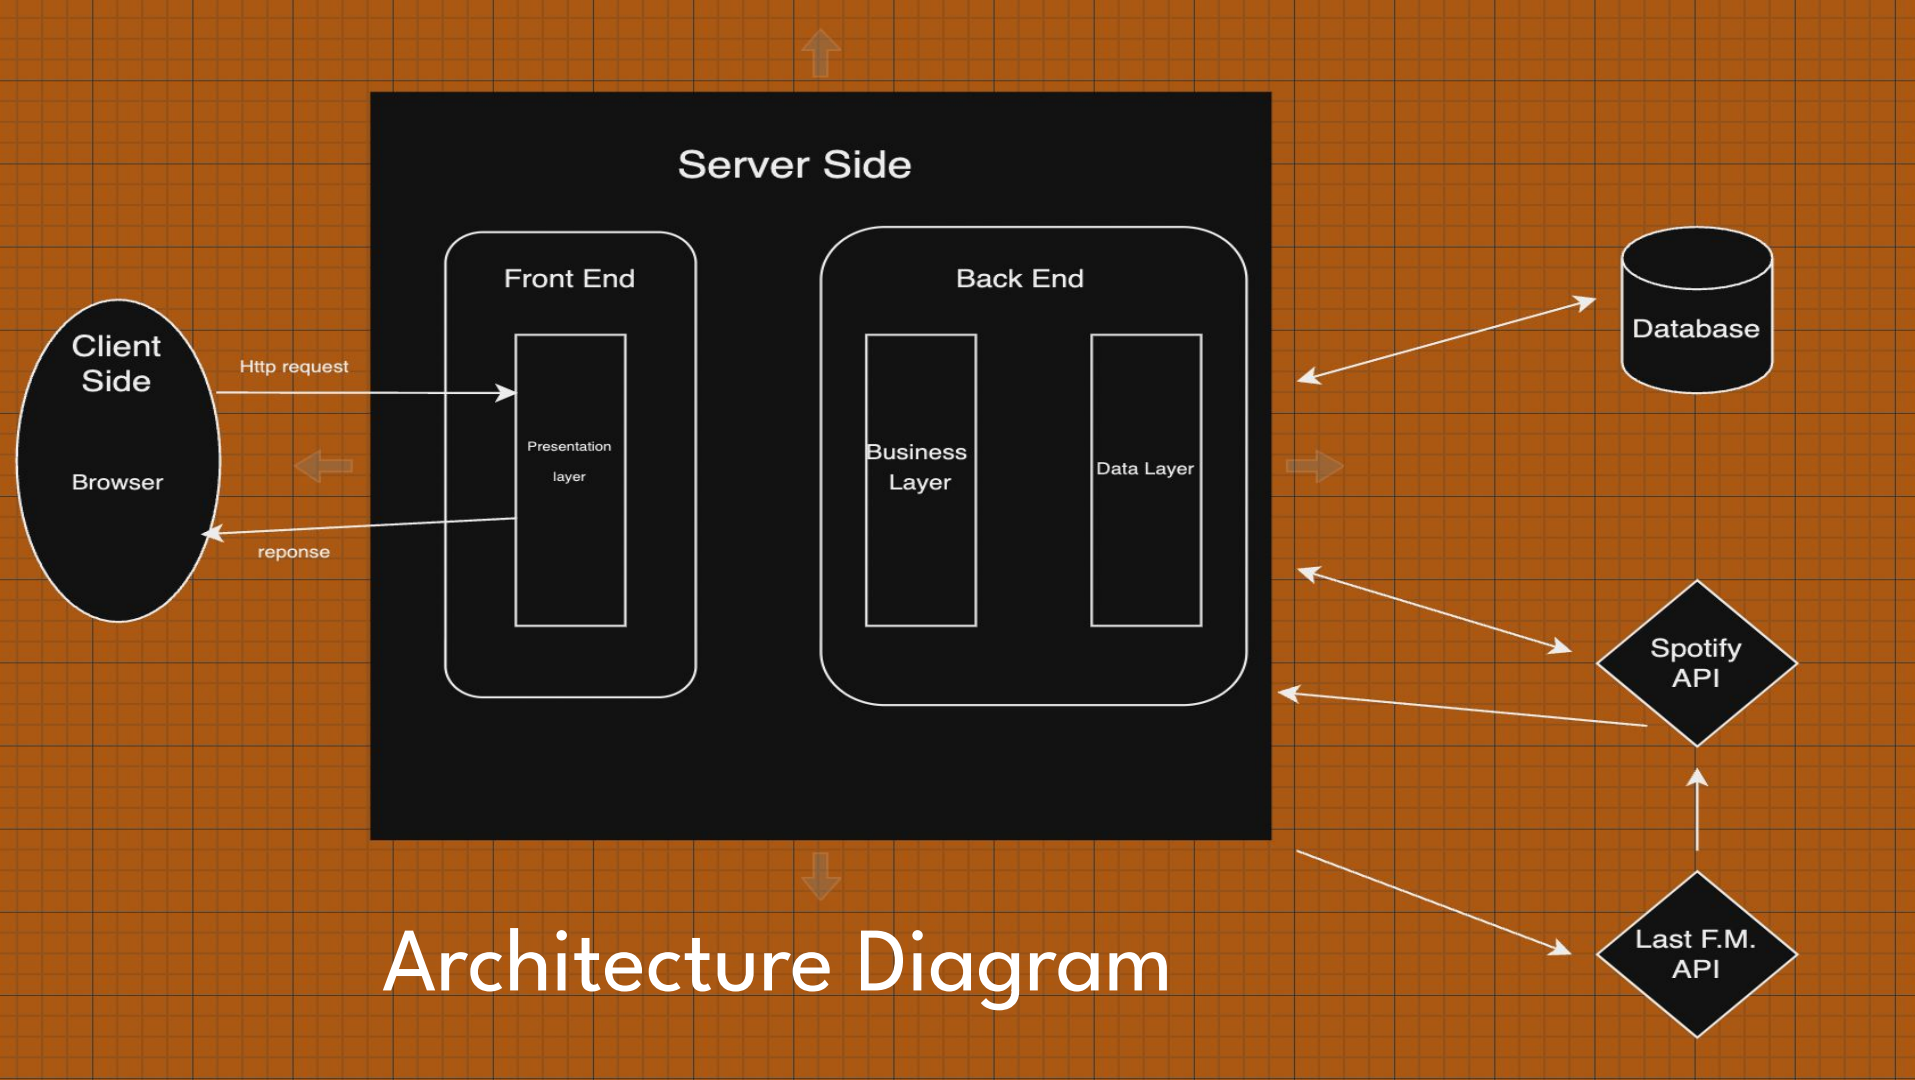 Server Side
Front End
Back End
Client
Side
Browser
Http request
reponse
Presentation
layer
Business
Layer
Data Layer
Database
Spotify
API
Last F.M.
API
Architecture Diagram